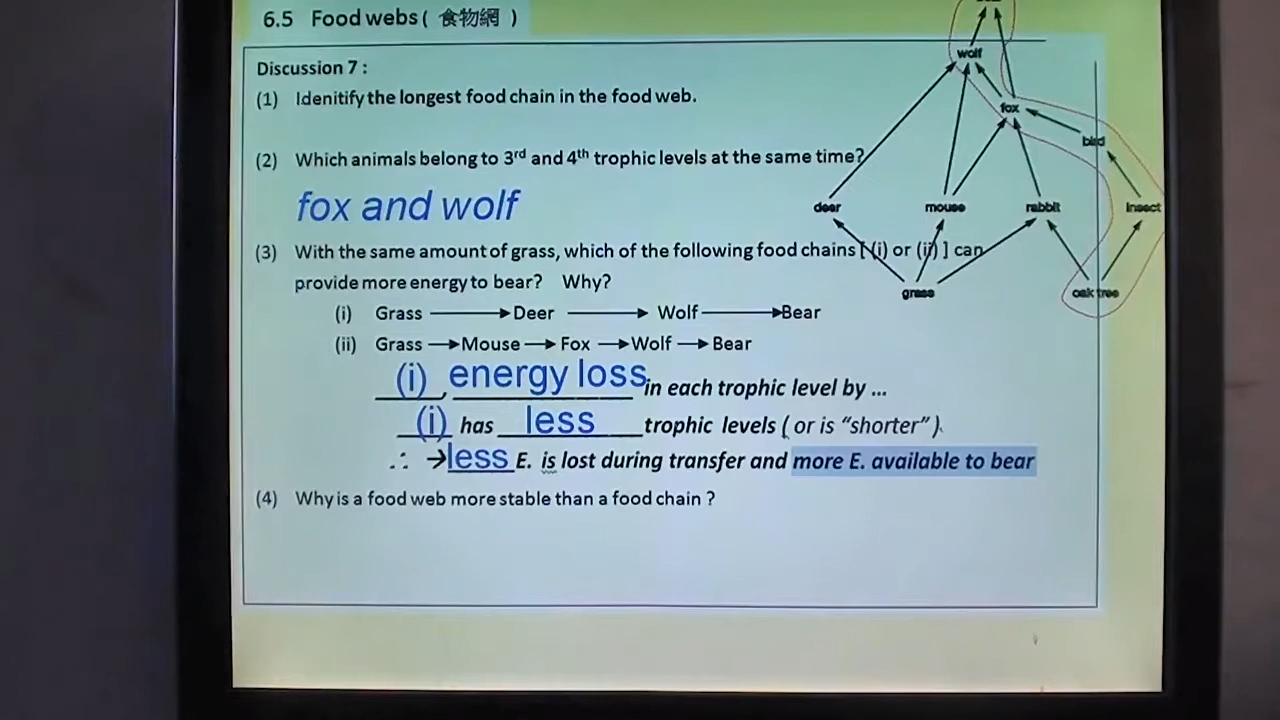 6.5 Food webs ( 食物網 )
Discussion 7 :
(1) Idenitify the longest food chain in the food web.
(2) Which animals belong to 3rd and 4th trophic levels at the same time?
fox and wolf
(3) With the same amount of grass, which of the following food chains [ (i) or (ii) ] can
provide more energy to bear? Why?
(i) Grass → Deer → Wolf → Bear
(ii) Grass → Mouse → Fox → Wolf → Bear
(i) , energy loss in each trophic level by ...
(i) has less trophic levels ( or is “shorter” ).
∴ → less E. is lost during transfer and more E. available to bear
(4) Why is a food web more stable than a food chain ?
wolf
fox
bird
deer mouse rabbit insect
grass oak tree